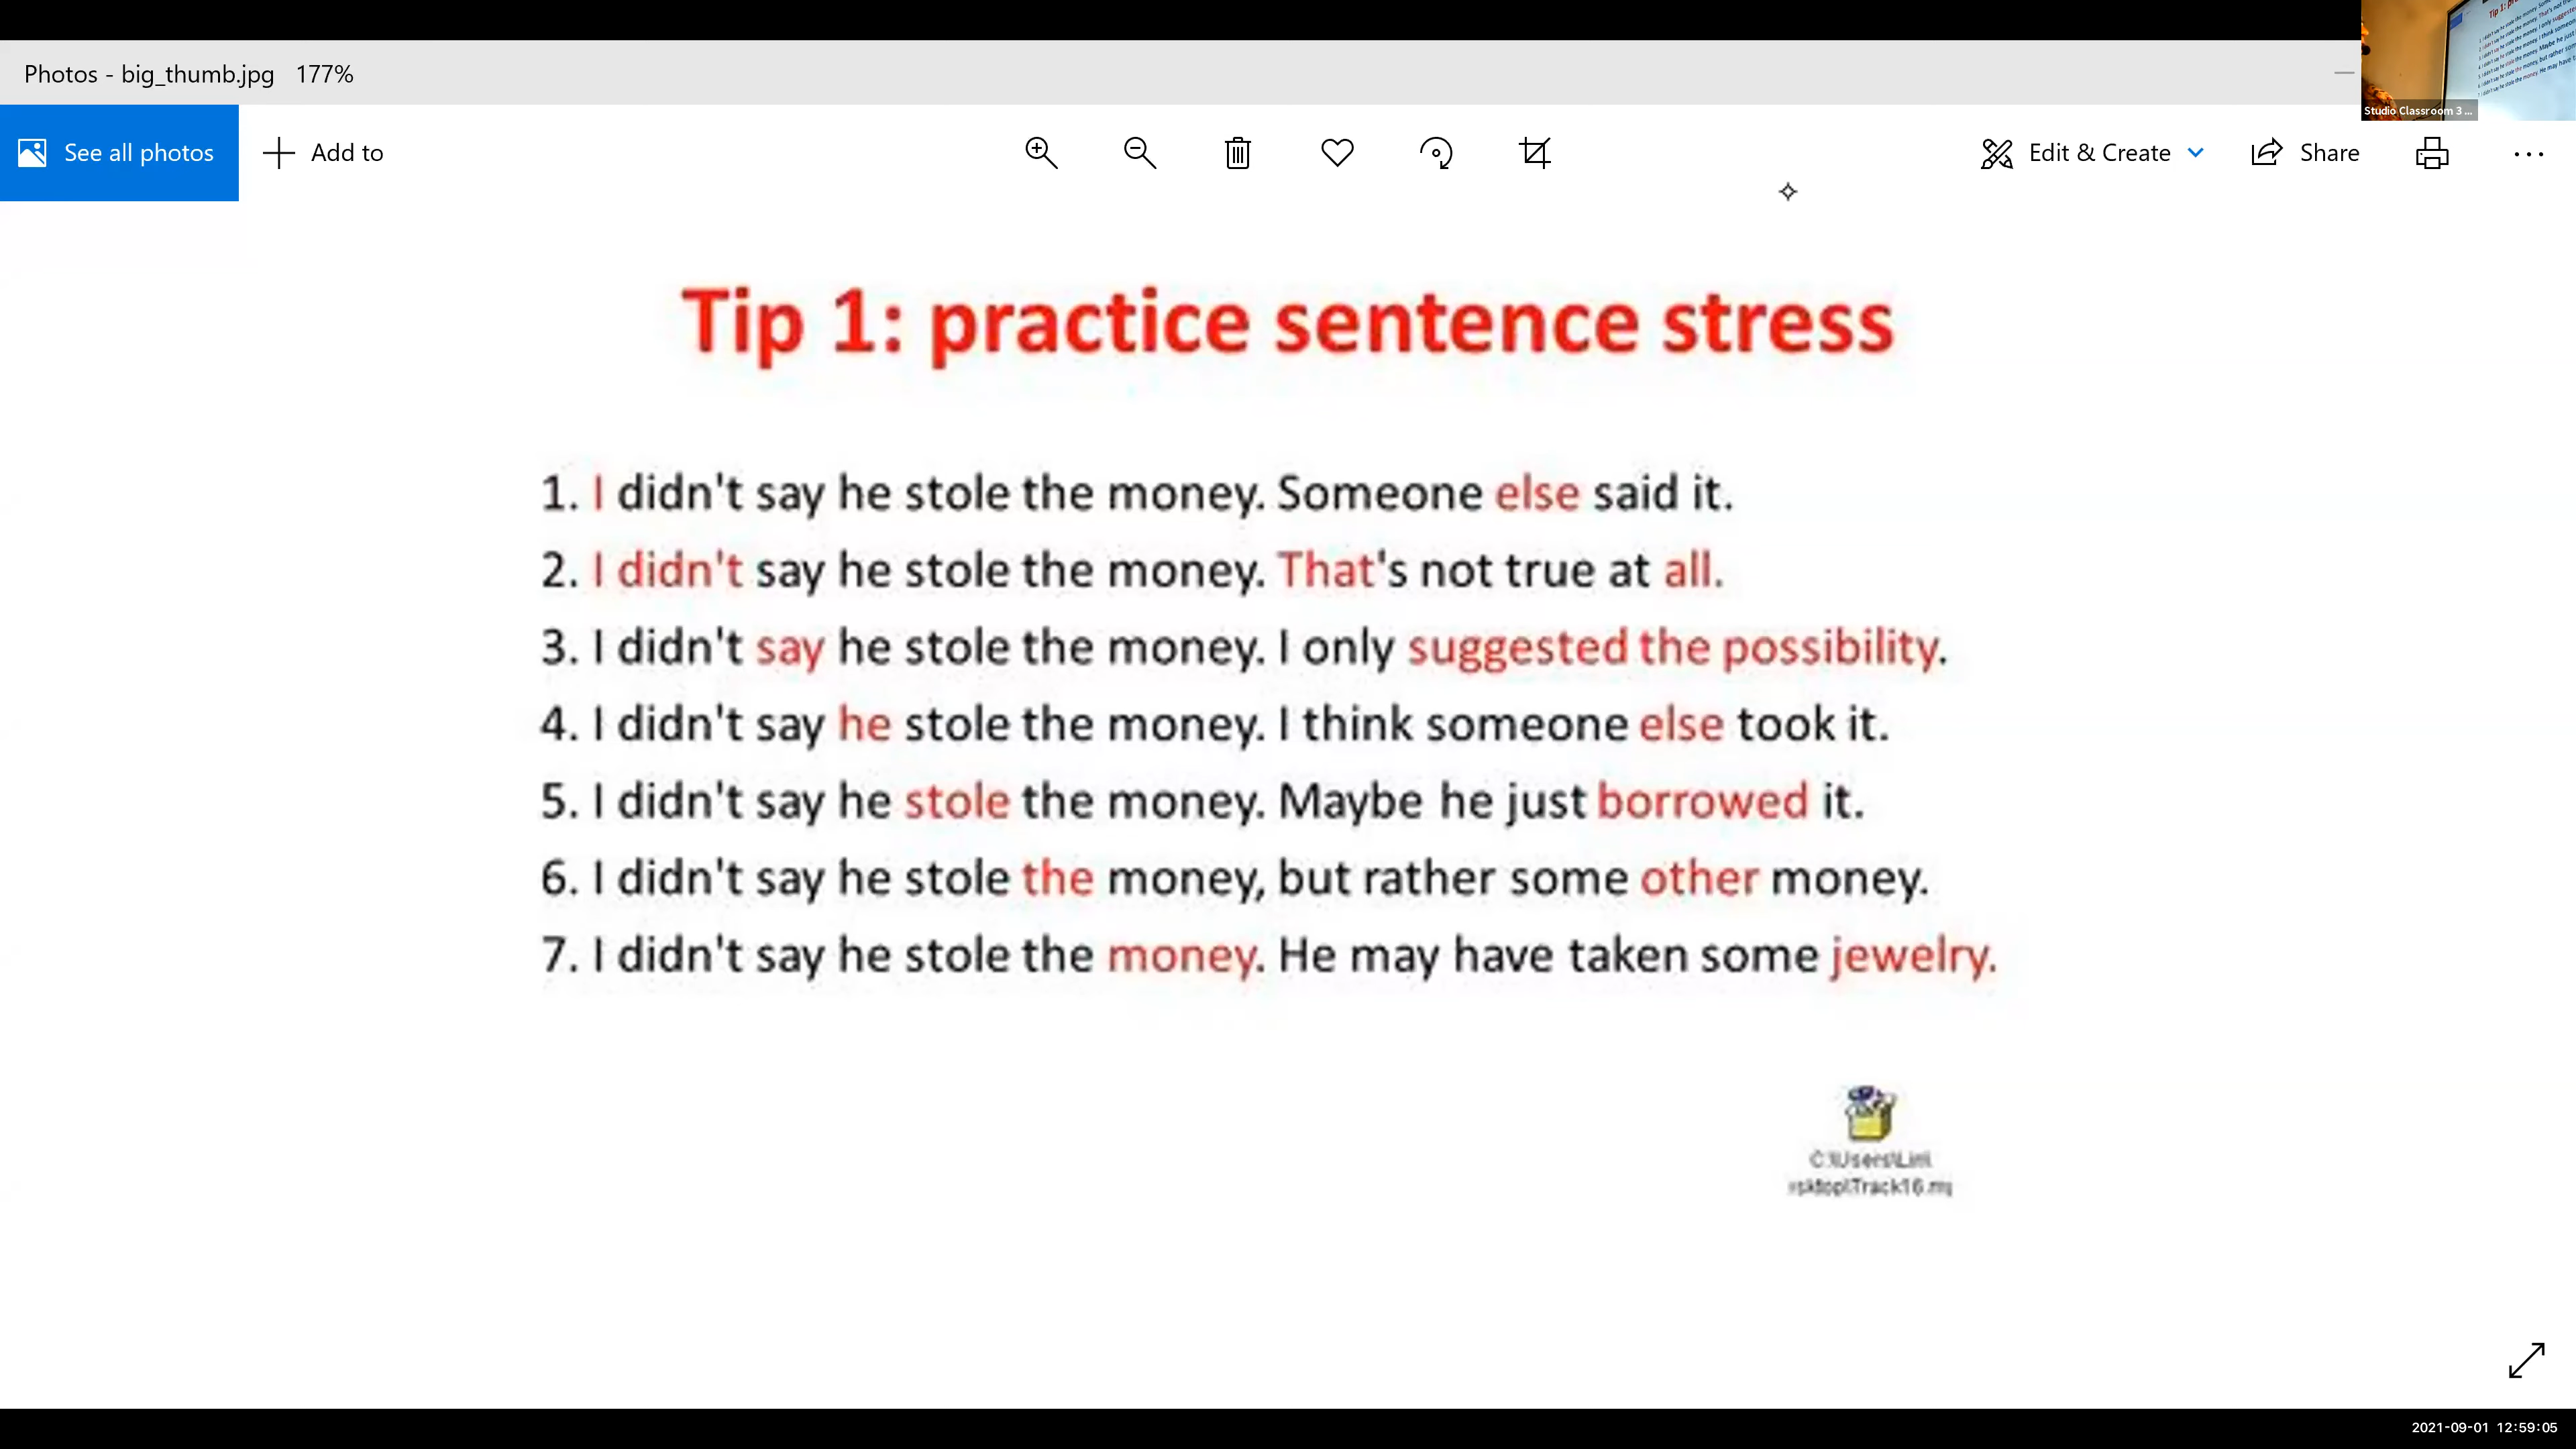 Photos - big_thumb.jpg 177%
Studio Classroom 3 ...
See all photos
Add to
Edit & Create
Share
Tip 1: practice sentence stress
1. I didn't say he stole the money. Someone else said it.
2. I didn't say he stole the money. That's not true at all.
3. I didn't say he stole the money. I only suggested the possibility.
4. I didn't say he stole the money. I think someone else took it.
5. I didn't say he stole the money. Maybe he just borrowed it.
6. I didn't say he stole the money, but rather some other money.
7. I didn't say he stole the money. He may have taken some jewelry.
2021-09-01 12:59:05